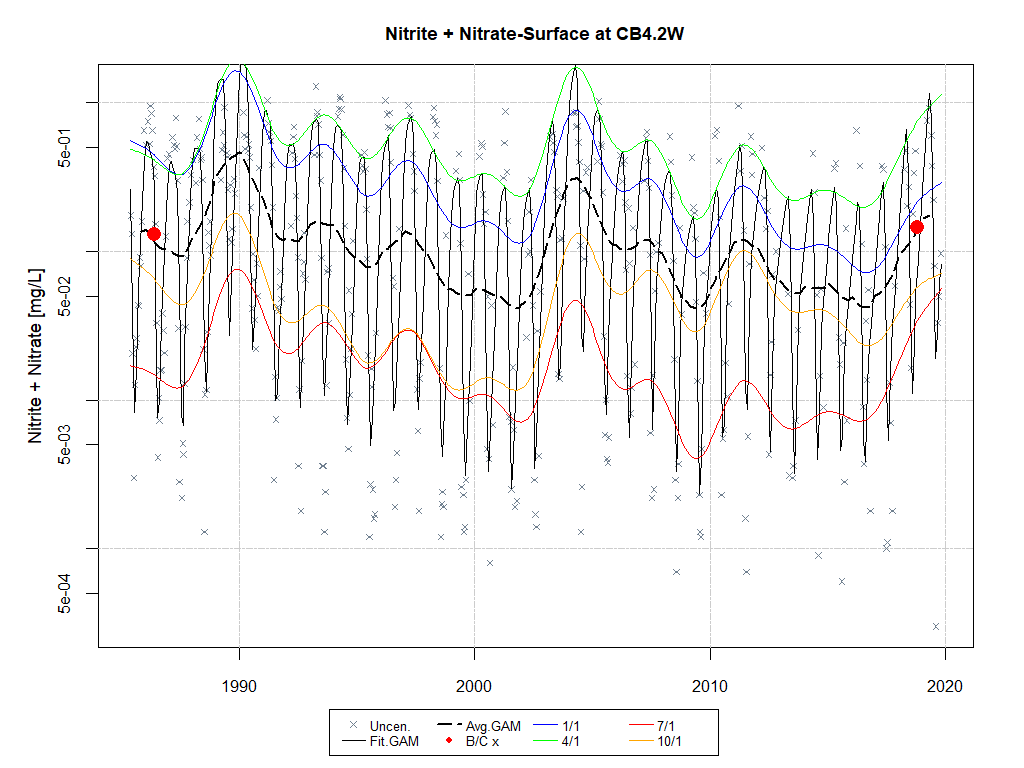 Nitrite + Nitrate-Surface at CB4.2W
Nitrite + Nitrate [mg/L]
5e-01
5e-02
5e-03
5e-04
1990
2000
2010
2020
Uncen.
Avg.GAM
1/1
7/1
Fit.GAM
B/C x
4/1
10/1